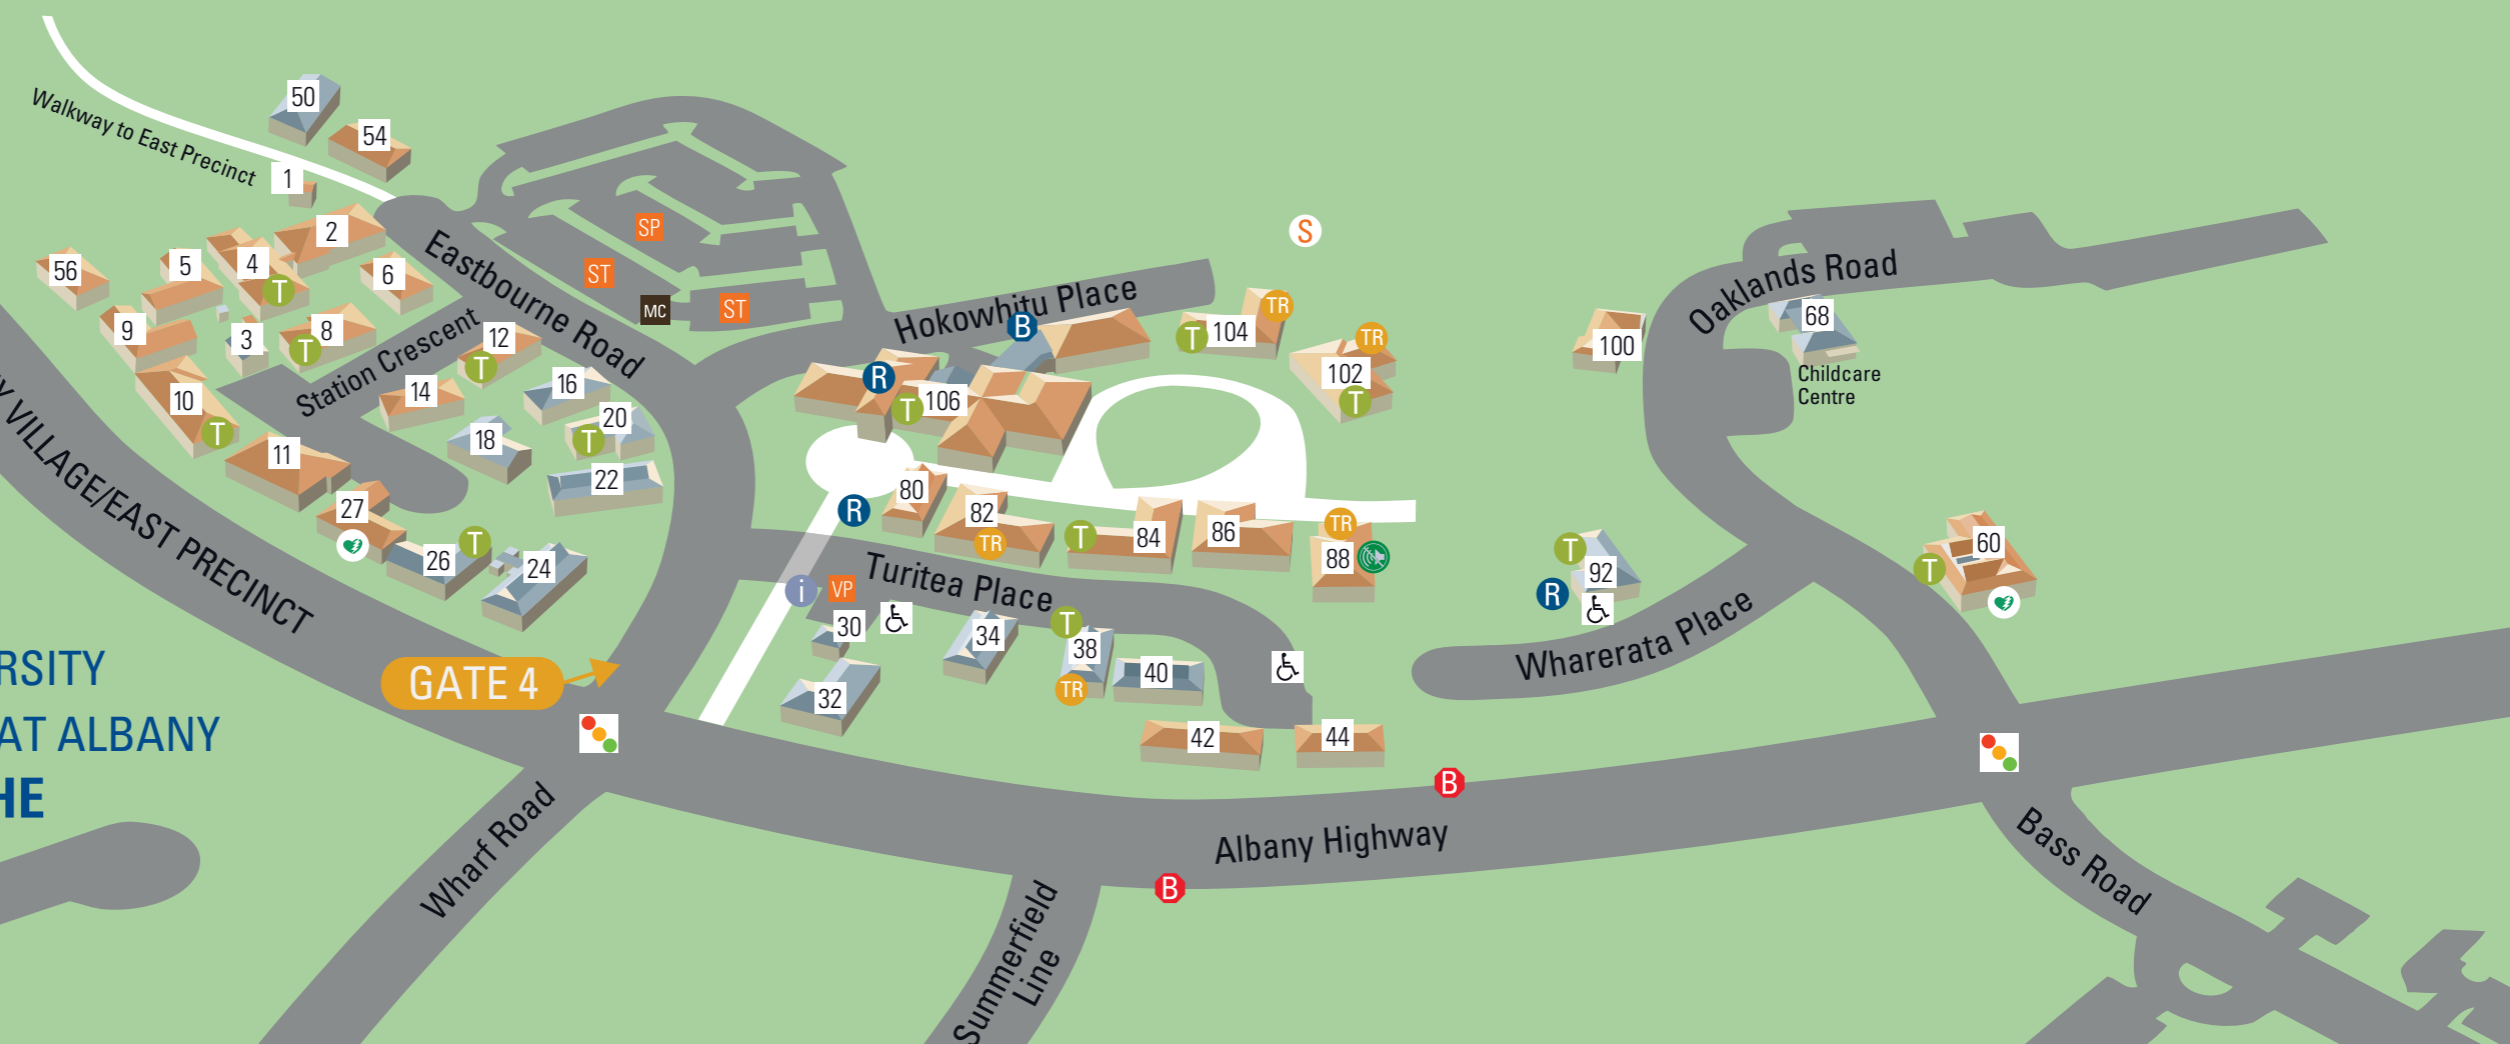 Walkway to East Precinct
50
54
1
2
56
5
4
T
6
9
3
8
T
10
T
11
12
T
14
16
18
20
T
22
27
26
T
24
Eastbourne Road
Station Crescent
SP
ST
MC
ST
Hokowhitu Place
B
R
T
106
T
104
TR
S
TR
102
T
100
Oaklands Road
68
Childcare
Centre
80
R
82
TR
T
84
86
TR
88
Turitea Place
i
VP
30
32
34
T
38
TR
40
42
44
T
92
R
Wharerata Place
60
T
VILLAGE/EAST PRECINCT
GATE 4
RSITY
AT ALBANY
HE
Wharf Road
Albany Highway
B
B
Summerfield
Line
Bass Road